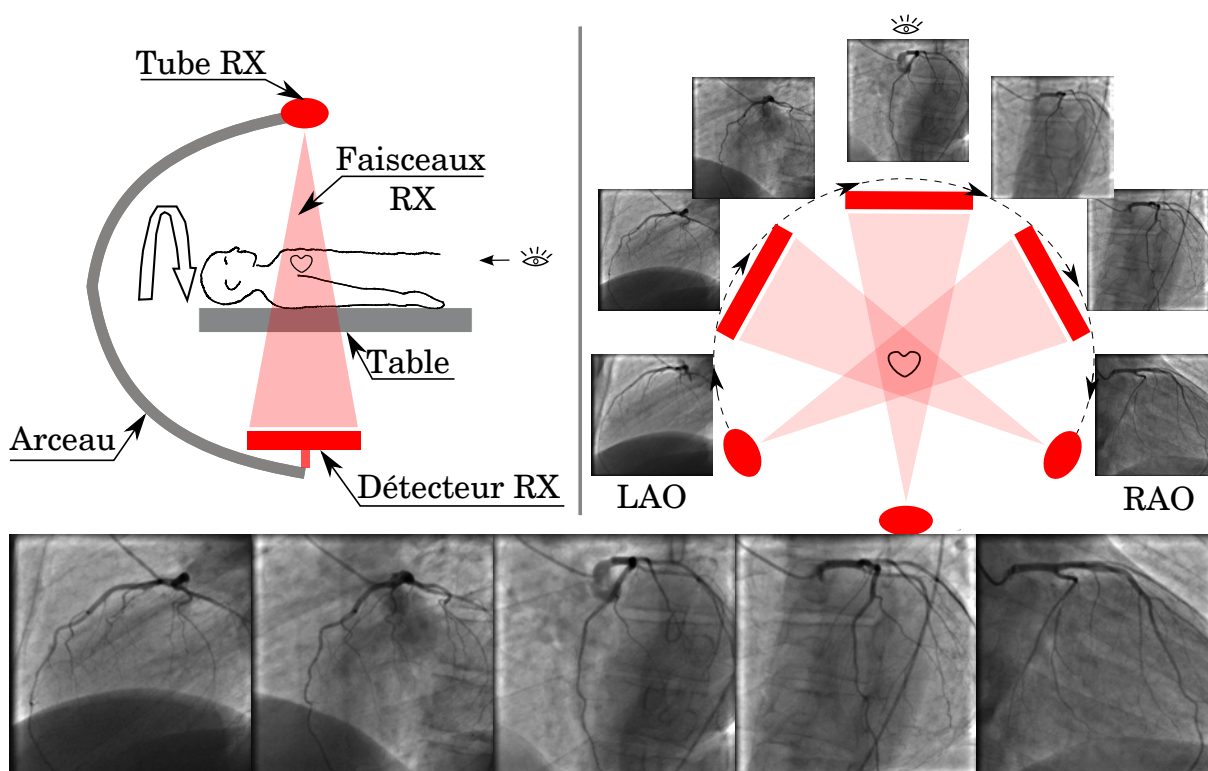 Tube RX
Faisceaux
RX
Table
Arceau
Détecteur RX
LAO
RAO